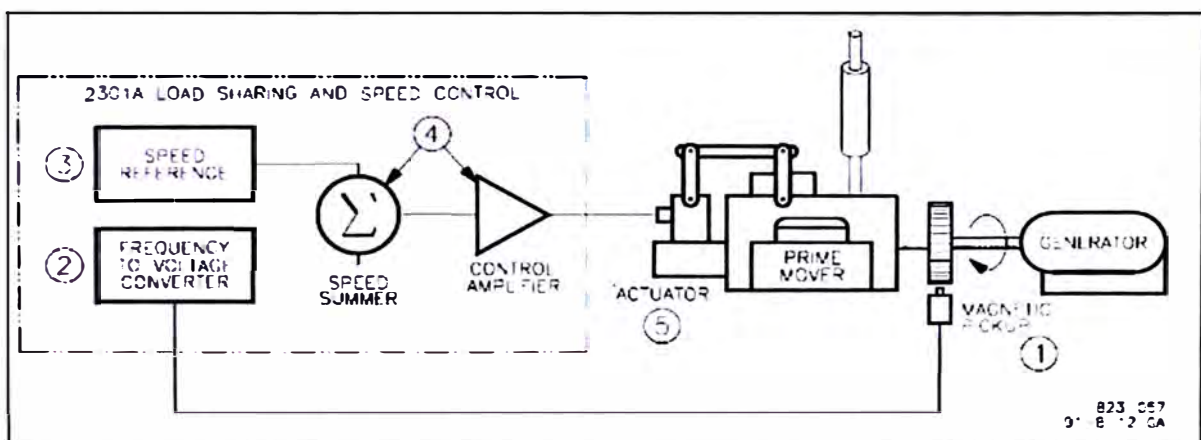 2301A LOAD SHARING AND SPEED CONTROL
4
3
SPEED
REFERENCE
Σ
2
FREQUENCY
TO VOLTAGE
CONVERTER
SPEED
SUMMER
CONTROL
AMPLIFIER
ACTUATOR
5
PRIME
MOVER
GENERATOR
MAGNETIC
PICKUP
1
823